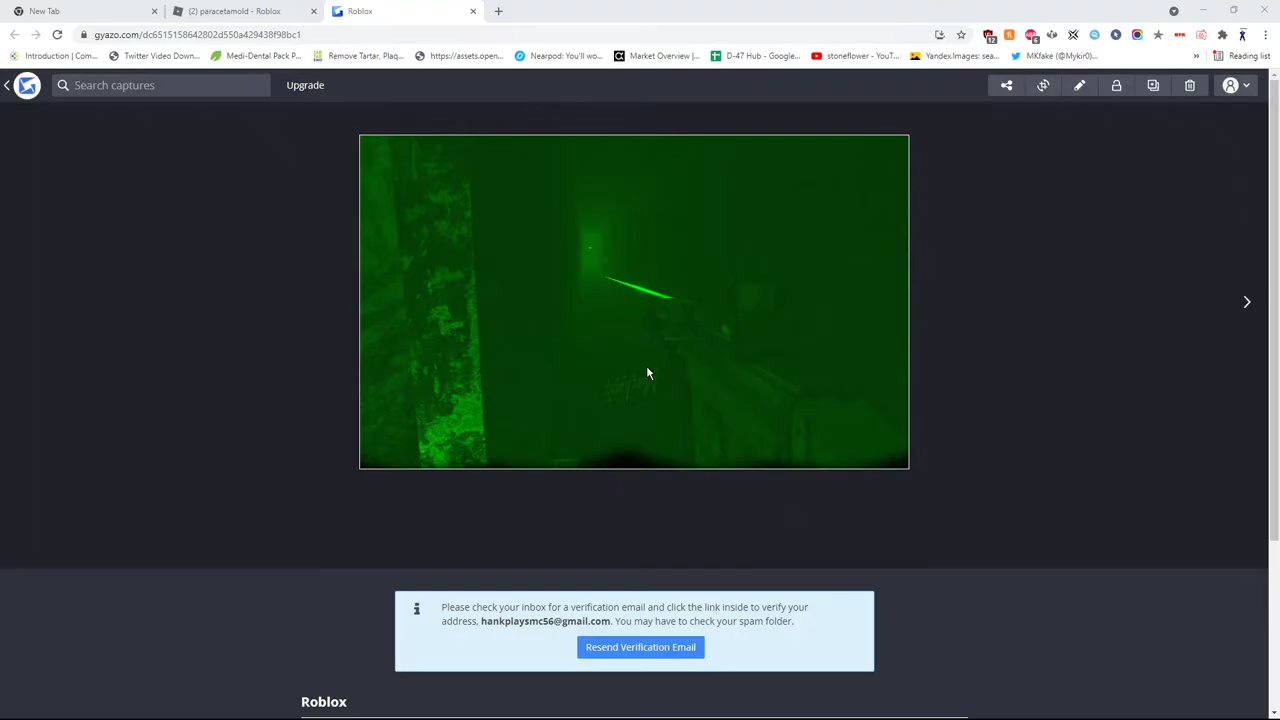 New Tab
(2) paracetamold - Roblox
Roblox
gyazo.com/dc6515158642802d550a429438f98bc1
Introduction | Com...
Twitter Video Down...
Medi-Dental Pack P...
Remove Tartar, Plaq...
https://assets.open...
Nearpod: You'll wo...
Market Overview |...
D-47 Hub - Google...
stoneflower - YouT...
Yandex.Images: sea...
MKfake (@Mykir0)...
Reading list
Search captures
Upgrade
Please check your inbox for a verification email and click the link inside to verify your
address, hankplaysmc56@gmail.com. You may have to check your spam folder.
Resend Verification Email
Roblox